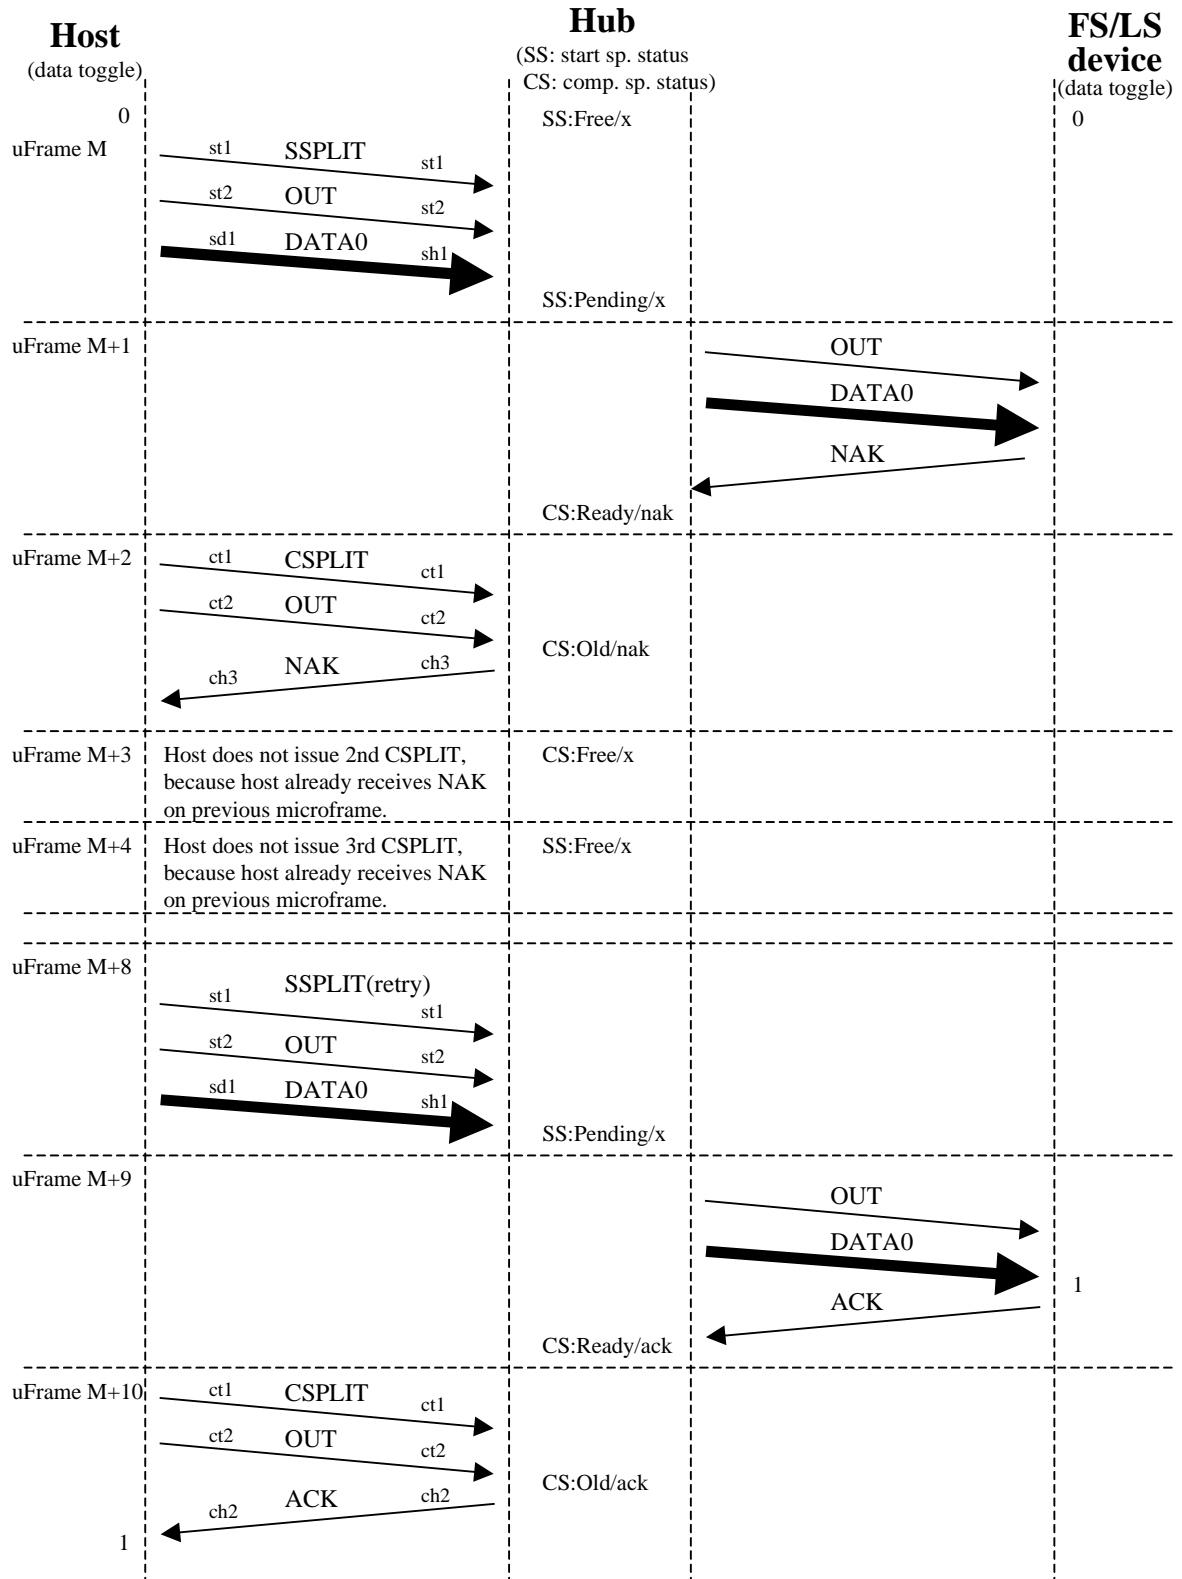 Host
(data toggle)
Hub
(SS: start sp. status
CS: comp. sp. status)
FS/LS
device
(data toggle)
0
SS:Free/x
0
uFrame M
st1 SSPLIT st1
st2 OUT st2
sd1 DATA0 sh1
SS:Pending/x
uFrame M+1
OUT
DATA0
NAK
CS:Ready/nak
uFrame M+2
ct1 CSPLIT ct1
ct2 OUT ct2
CS:Old/nak
ch3 NAK ch3
uFrame M+3
Host does not issue 2nd CSPLIT,
because host already receives NAK
on previous microframe.
CS:Free/x
uFrame M+4
Host does not issue 3rd CSPLIT,
because host already receives NAK
on previous microframe.
SS:Free/x
uFrame M+8
st1 SSPLIT(retry) st1
st2 OUT st2
sd1 DATA0 sh1
SS:Pending/x
uFrame M+9
OUT
DATA0
1
ACK
CS:Ready/ack
uFrame M+10
ct1 CSPLIT ct1
ct2 OUT ct2
CS:Old/ack
ch2 ACK ch2
1